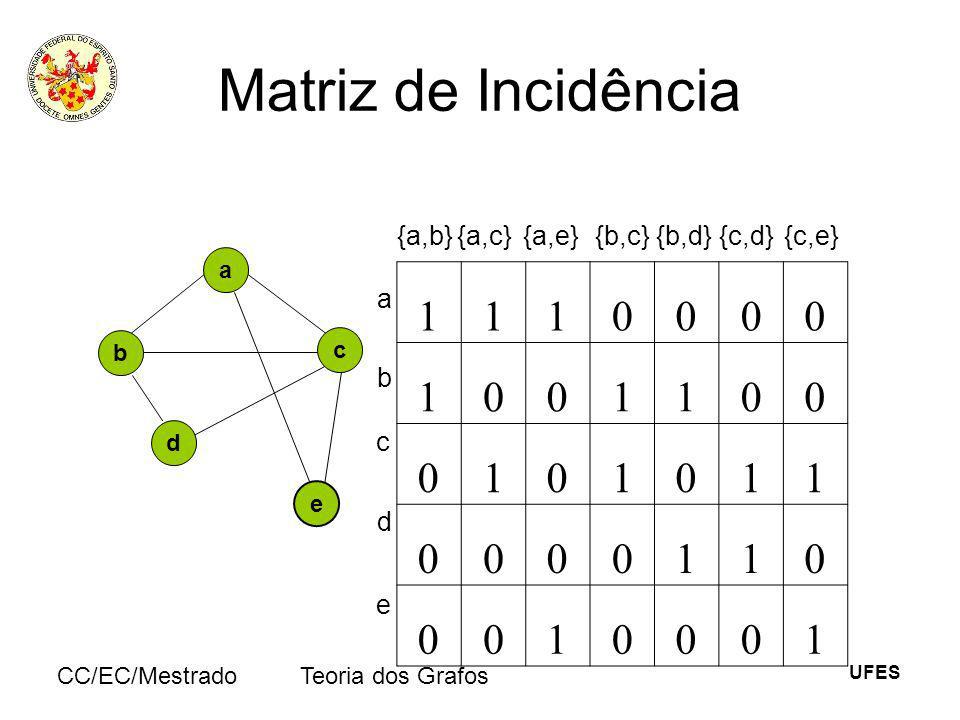 UNIVERSIDADE FEDERAL DO ESPIRITO SANTO
DOCETE OMNES GENTES
Matriz de Incidência
{a,b} {a,c} {a,e} {b,c} {b,d} {c,d} {c,e}
a
b
c
d
e
a 1 1 1 0 0 0 0
b 1 0 0 1 1 0 0
c 0 1 0 1 0 1 1
d 0 0 0 0 1 1 0
e 0 0 1 0 0 0 1
CC/EC/Mestrado Teoria dos Grafos UFES